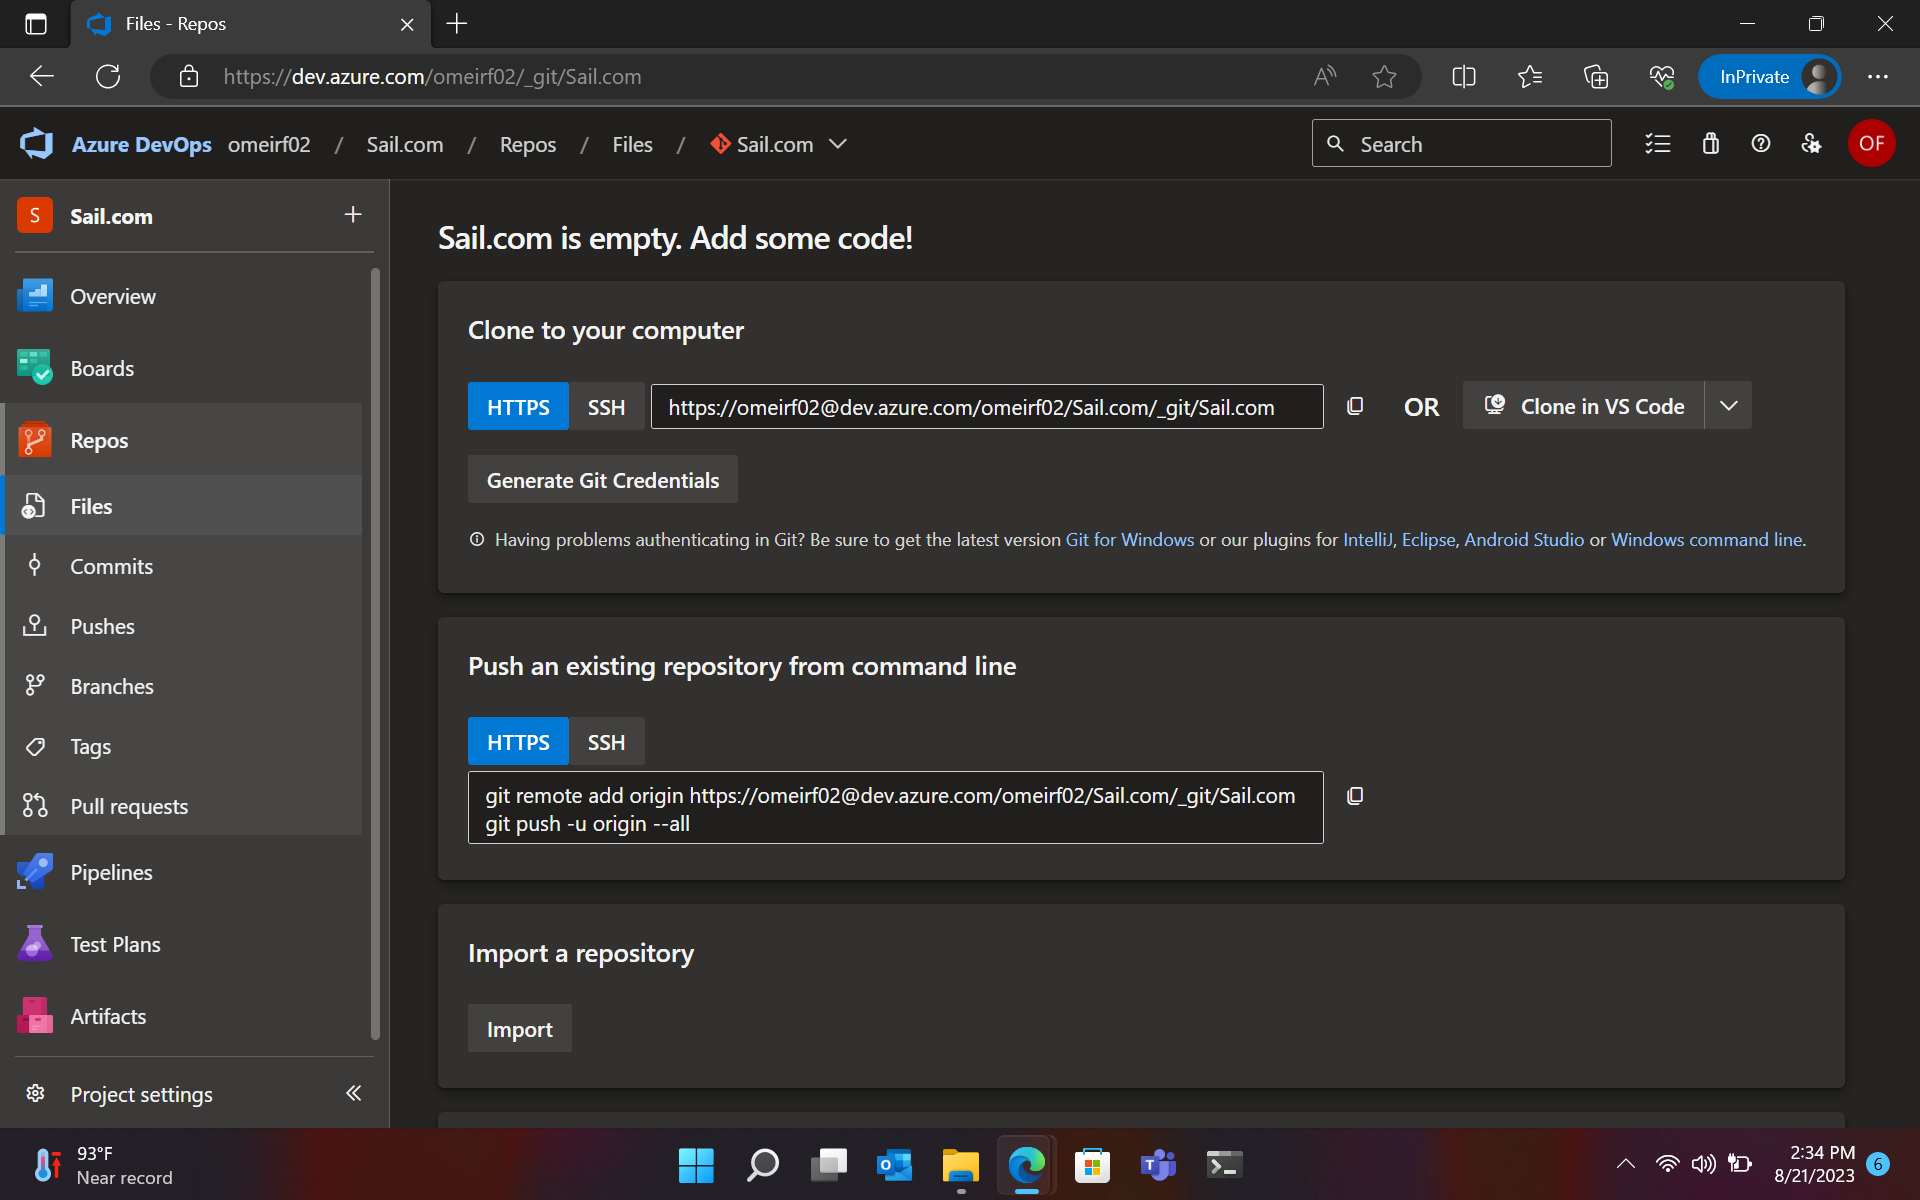 Files - Repos
https://dev.azure.com/omeirf02/_git/Sail.com
InPrivate
Azure DevOps omeirf02 / Sail.com / Repos / Files / Sail.com
Search
OF
S Sail.com
Overview
Boards
Repos
Files
Commits
Pushes
Branches
Tags
Pull requests
Pipelines
Test Plans
Artifacts
Project settings
Sail.com is empty. Add some code!
Clone to your computer
HTTPS SSH https://omeirf02@dev.azure.com/omeirf02/Sail.com/_git/Sail.com OR Clone in VS Code
Generate Git Credentials
Having problems authenticating in Git? Be sure to get the latest version Git for Windows or our plugins for IntelliJ, Eclipse, Android Studio or Windows command line.
Push an existing repository from command line
HTTPS SSH
git remote add origin https://omeirf02@dev.azure.com/omeirf02/Sail.com/_git/Sail.com
git push -u origin --all
Import a repository
Import
93°F
Near record
2:34 PM
8/21/2023
6